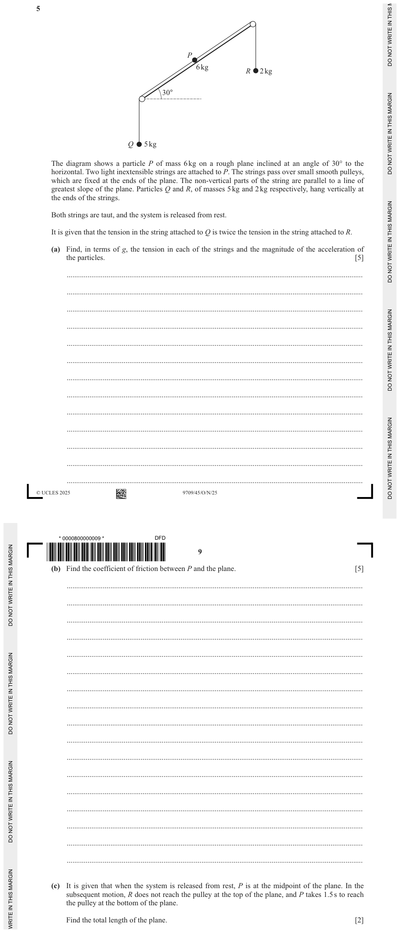 5
P
6 kg
R
2 kg
30°
Q
5 kg
The diagram shows a particle P of mass 6 kg on a rough plane inclined at an angle of 30° to the
horizontal. Two light inextensible strings are attached to P. The strings pass over small smooth pulleys,
which are fixed at the ends of the plane. The non-vertical parts of the string are parallel to a line of
greatest slope of the plane. Particles Q and R, of masses 5 kg and 2 kg respectively, hang vertically at
the ends of the strings.
Both strings are taut, and the system is released from rest.
It is given that the tension in the string attached to Q is twice the tension in the string attached to R.
(a) Find, in terms of g, the tension in each of the strings and the magnitude of the acceleration of
the particles. [5]
DO NOT WRITE IN THIS MARGIN
DO NOT WRITE IN THIS MARGIN
DO NOT WRITE IN THIS MARGIN
DO NOT WRITE IN THIS MARGIN
DO NOT WRITE IN THIS MARGIN
© UCLES 2025
9709/43/O/N/25
* 0000800000009 *
DFD
9
(b) Find the coefficient of friction between P and the plane. [5]
(c) It is given that when the system is released from rest, P is at the midpoint of the plane. In the
subsequent motion, R does not reach the pulley at the top of the plane, and P takes 1.5 s to reach
the pulley at the bottom of the plane.
Find the total length of the plane. [2]
DO NOT WRITE IN THIS MARGIN
DO NOT WRITE IN THIS MARGIN
DO NOT WRITE IN THIS MARGIN
WRITE IN THIS MARGIN